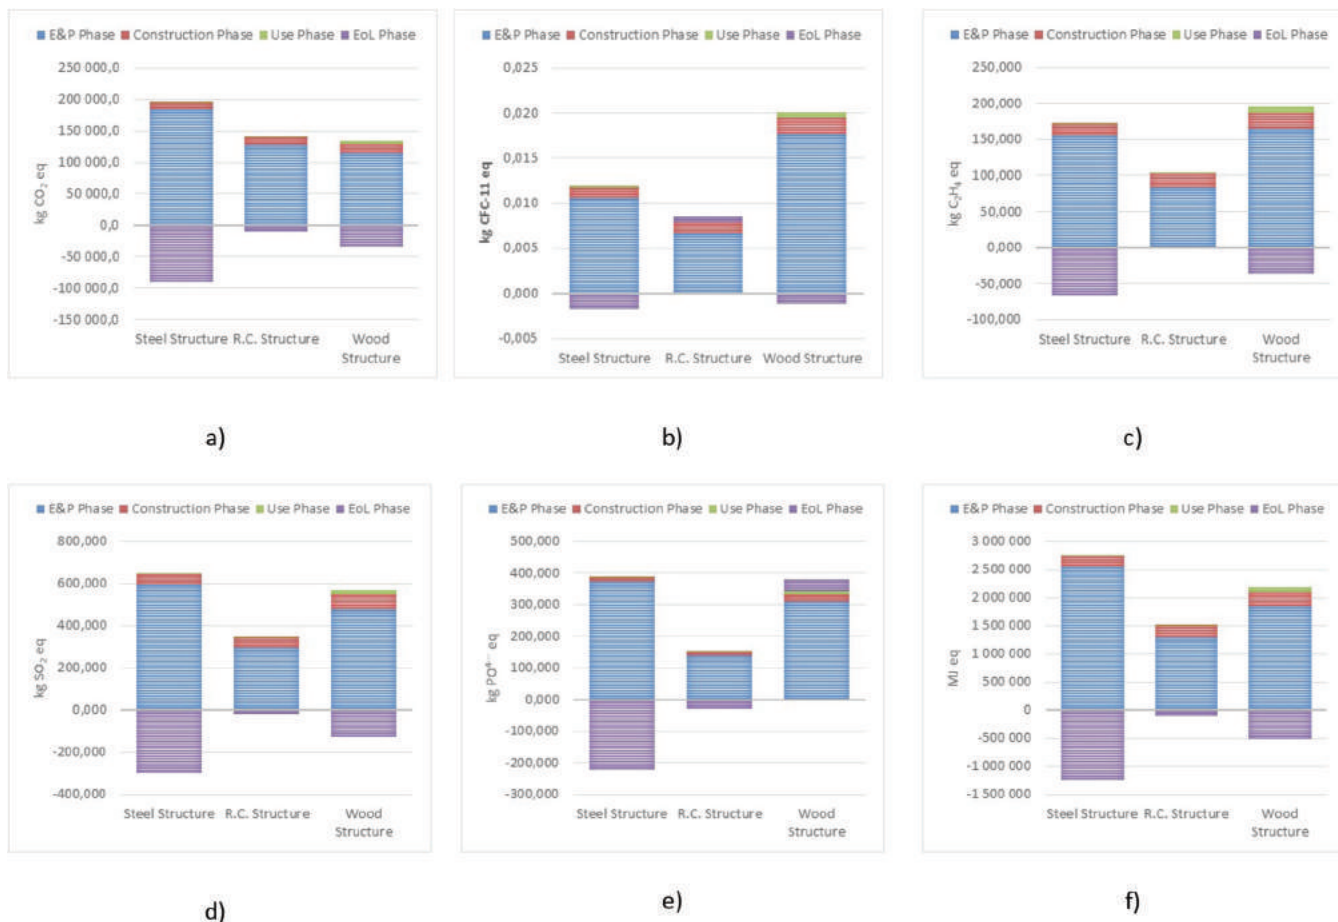 E&P Phase Construction Phase Use Phase EoL Phase
kg CO₂ eq
250 000,0
200 000,0
150 000,0
100 000,0
50 000,0
0,0
-50 000,0
-100 000,0
-150 000,0
Steel Structure R.C. Structure Wood
Structure
a)
E&P Phase Construction Phase Use Phase EoL Phase
kg CFC-11 eq
0,025
0,020
0,015
0,010
0,005
0,000
-0,005
Steel Structure R.C. Structure Wood Structure
b)
E&P Phase Construction Phase Use Phase EoL Phase
kg C₂H₄ eq
250,000
200,000
150,000
100,000
50,000
0,000
-50,000
-100,000
Steel Structure R.C. Structure Wood
Structure
c)
E&P Phase Construction Phase Use Phase EoL Phase
kg SO₂ eq
800,000
600,000
400,000
200,000
0,000
-200,000
-400,000
Steel Structure R.C. Structure Wood
Structure
d)
E&P Phase Construction Phase Use Phase EoL Phase
kg PO⁴⁻⁻ eq
500,000
400,000
300,000
200,000
100,000
0,000
-100,000
-200,000
-300,000
Steel Structure R.C. Structure Wood
Structure
e)
E&P Phase Construction Phase Use Phase EoL Phase
MJ eq
3 000 000
2 500 000
2 000 000
1 500 000
1 000 000
500 000
0
-500 000
-1 000 000
-1 500 000
Steel Structure R.C. Structure Wood
Structure
f)